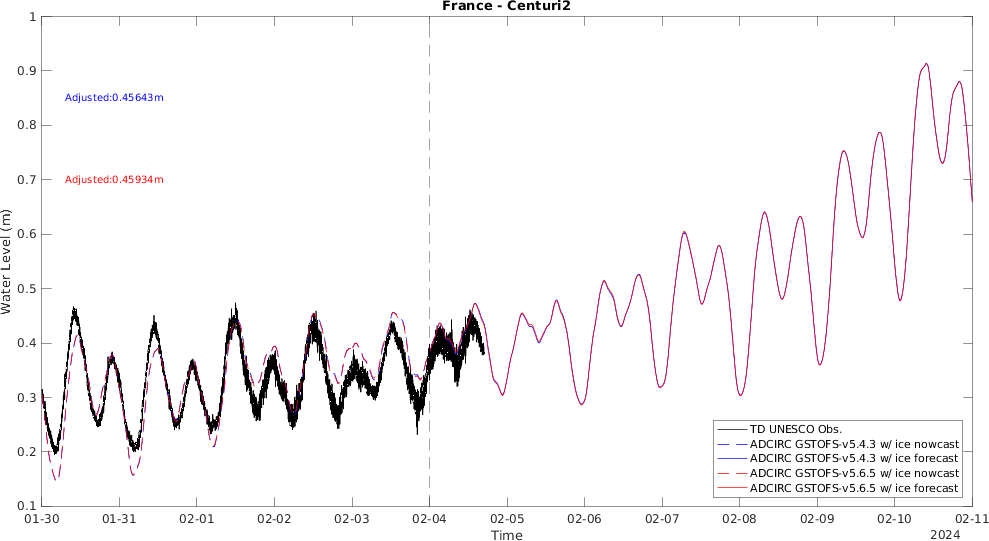 France - Centuri2
1
0.9
0.8
0.7
0.6
0.5
0.4
0.3
0.2
0.1
Water Level (m)
Adjusted:0.45643m
Adjusted:0.45934m
TD UNESCO Obs.
ADCIRC GSTOFS-v5.4.3 w/ ice nowcast
ADCIRC GSTOFS-v5.4.3 w/ ice forecast
ADCIRC GSTOFS-v5.6.5 w/ ice nowcast
ADCIRC GSTOFS-v5.6.5 w/ ice forecast
01-30 01-31 02-01 02-02 02-03 02-04 02-05 02-06 02-07 02-08 02-09 02-10 02-11
Time
2024